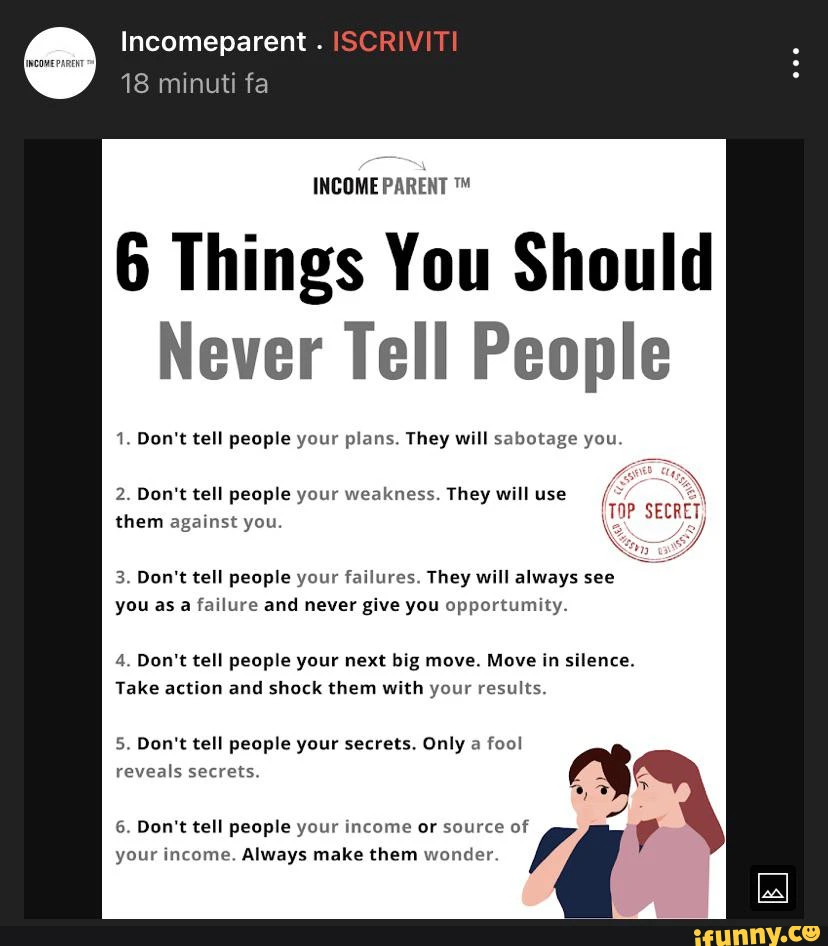 Incomeparent . ISCRIVITI
18 minuti fa
INCOME PARENT ™
INCOME PARENT ™
6 Things You Should
Never Tell People
1. Don't tell people your plans. They will sabotage you.
2. Don't tell people your weakness. They will use
them against you.
CLASSIFIED CLASSIFIED
TOP SECRET
CLASSIFIED CLASSIFIED
3. Don't tell people your failures. They will always see
you as a failure and never give you opportumity.
4. Don't tell people your next big move. Move in silence.
Take action and shock them with your results.
5. Don't tell people your secrets. Only a fool
reveals secrets.
6. Don't tell people your income or source of
your income. Always make them wonder.
ifunny.co